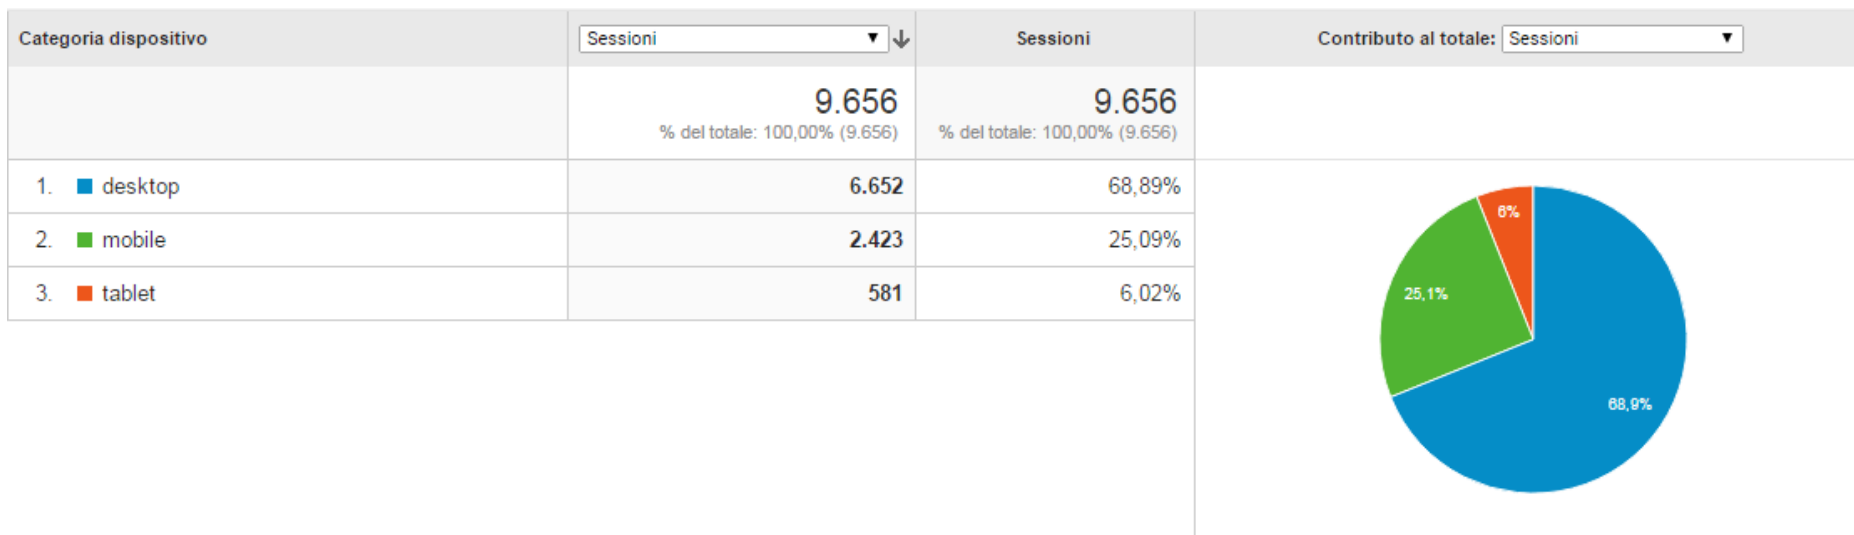 Categoria dispositivo Sessioni Sessioni Contributo al totale: Sessioni
9.656 9.656
% del totale: 100,00% (9.656) % del totale: 100,00% (9.656)
1. desktop 6.652 68,89%
2. mobile 2.423 25,09%
3. tablet 581 6,02%
6%
25,1%
68,9%